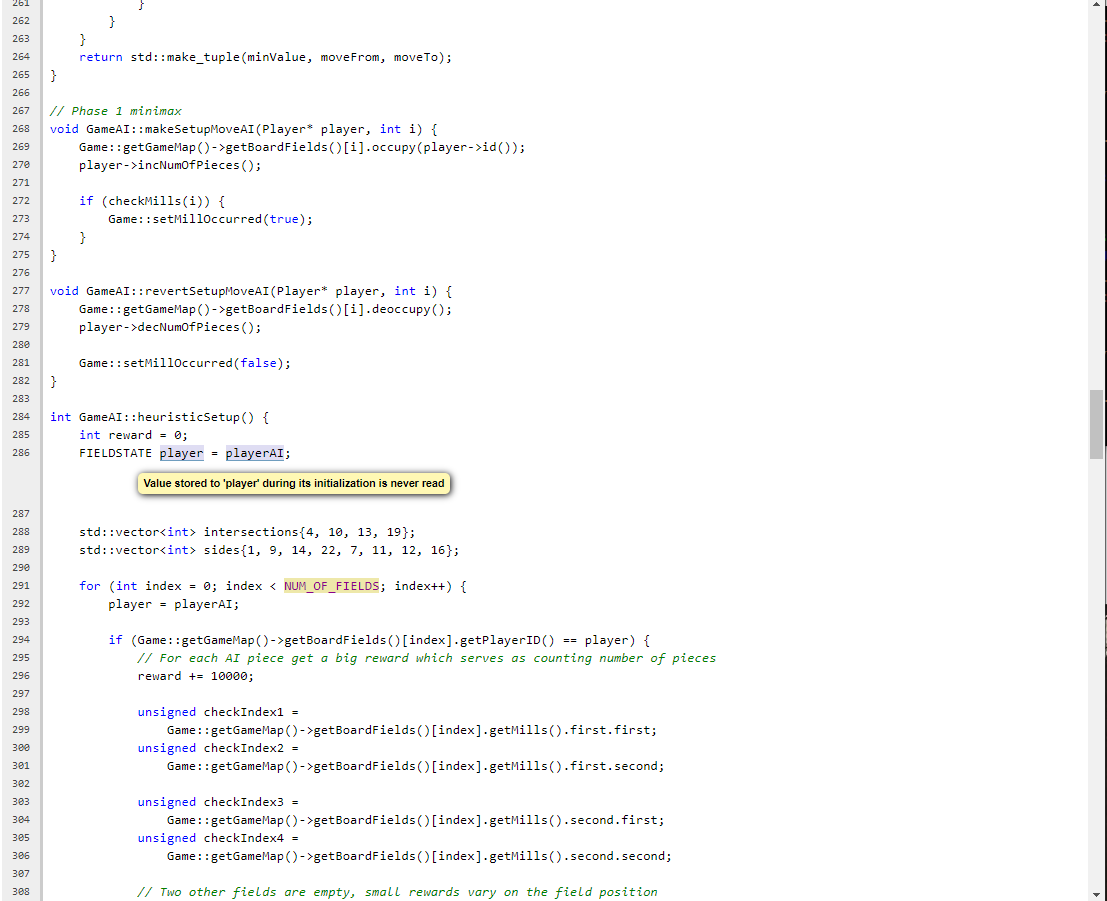 261             }
262         }
263     }
264     return std::make_tuple(minValue, moveFrom, moveTo);
265 }
266
267 // Phase 1 minimax
268 void GameAI::makeSetupMoveAI(Player* player, int i) {
269     Game::getGameMap()->getBoardFields()[i].occupy(player->id());
270     player->incNumOfPieces();
271
272     if (checkMills(i)) {
273         Game::setMillOccurred(true);
274     }
275 }
276
277 void GameAI::revertSetupMoveAI(Player* player, int i) {
278     Game::getGameMap()->getBoardFields()[i].deoccupy();
279     player->decNumOfPieces();
280
281     Game::setMillOccurred(false);
282 }
283
284 int GameAI::heuristicSetup() {
285     int reward = 0;
286     FIELDSTATE player = playerAI;
Value stored to 'player' during its initialization is never read
287
288     std::vector<int> intersections{4, 10, 13, 19};
289     std::vector<int> sides{1, 9, 14, 22, 7, 11, 12, 16};
290
291     for (int index = 0; index < NUM_OF_FIELDS; index++) {
292         player = playerAI;
293
294         if (Game::getGameMap()->getBoardFields()[index].getPlayerID() == player) {
295             // For each AI piece get a big reward which serves as counting number of pieces
296             reward += 10000;
297
298             unsigned checkIndex1 =
299                 Game::getGameMap()->getBoardFields()[index].getMills().first.first;
300             unsigned checkIndex2 =
301                 Game::getGameMap()->getBoardFields()[index].getMills().first.second;
302
303             unsigned checkIndex3 =
304                 Game::getGameMap()->getBoardFields()[index].getMills().second.first;
305             unsigned checkIndex4 =
306                 Game::getGameMap()->getBoardFields()[index].getMills().second.second;
307
308             // Two other fields are empty, small rewards vary on the field position